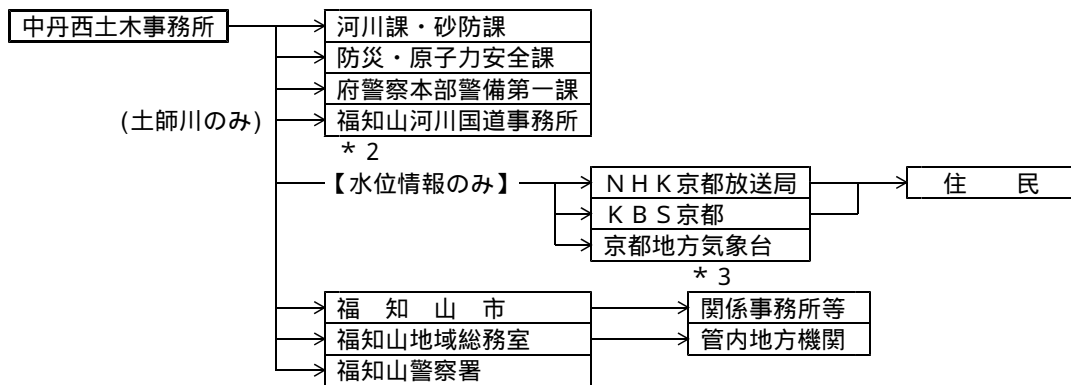 中丹西土木事務所
河川課・砂防課
防災・原子力安全課
府警察本部警備第一課
(土師川のみ)
福知山河川国道事務所
＊２
【水位情報のみ】
ＮＨＫ京都放送局
住　　民
ＫＢＳ京都
京都地方気象台
＊３
福　知　山　市
関係事務所等
福知山地域総務室
管内地方機関
福知山警察署